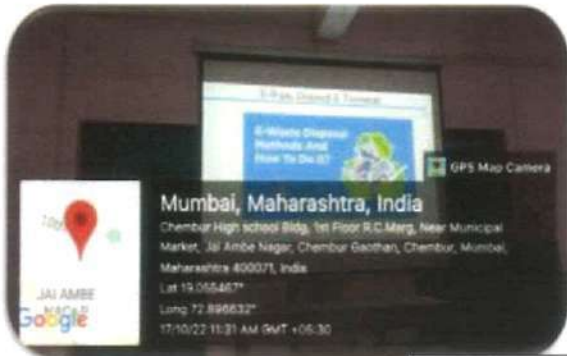 E-Waste Disposal
Methods And
How To Do It?
GPS Map Camera
Mumbai, Maharashtra, India
Chembur High school Bldg, 1st Floor R.C.Marg, Near Municipal
Market, Jai Ambe Nagar, Chembur Gaothan, Chembur, Mumbai,
Maharashtra 400071, India
Lat 19.055467°
Long 72.896632°
17/10/22 11:31 AM GMT +05:30
JAI AMBE
NAGAR
Google